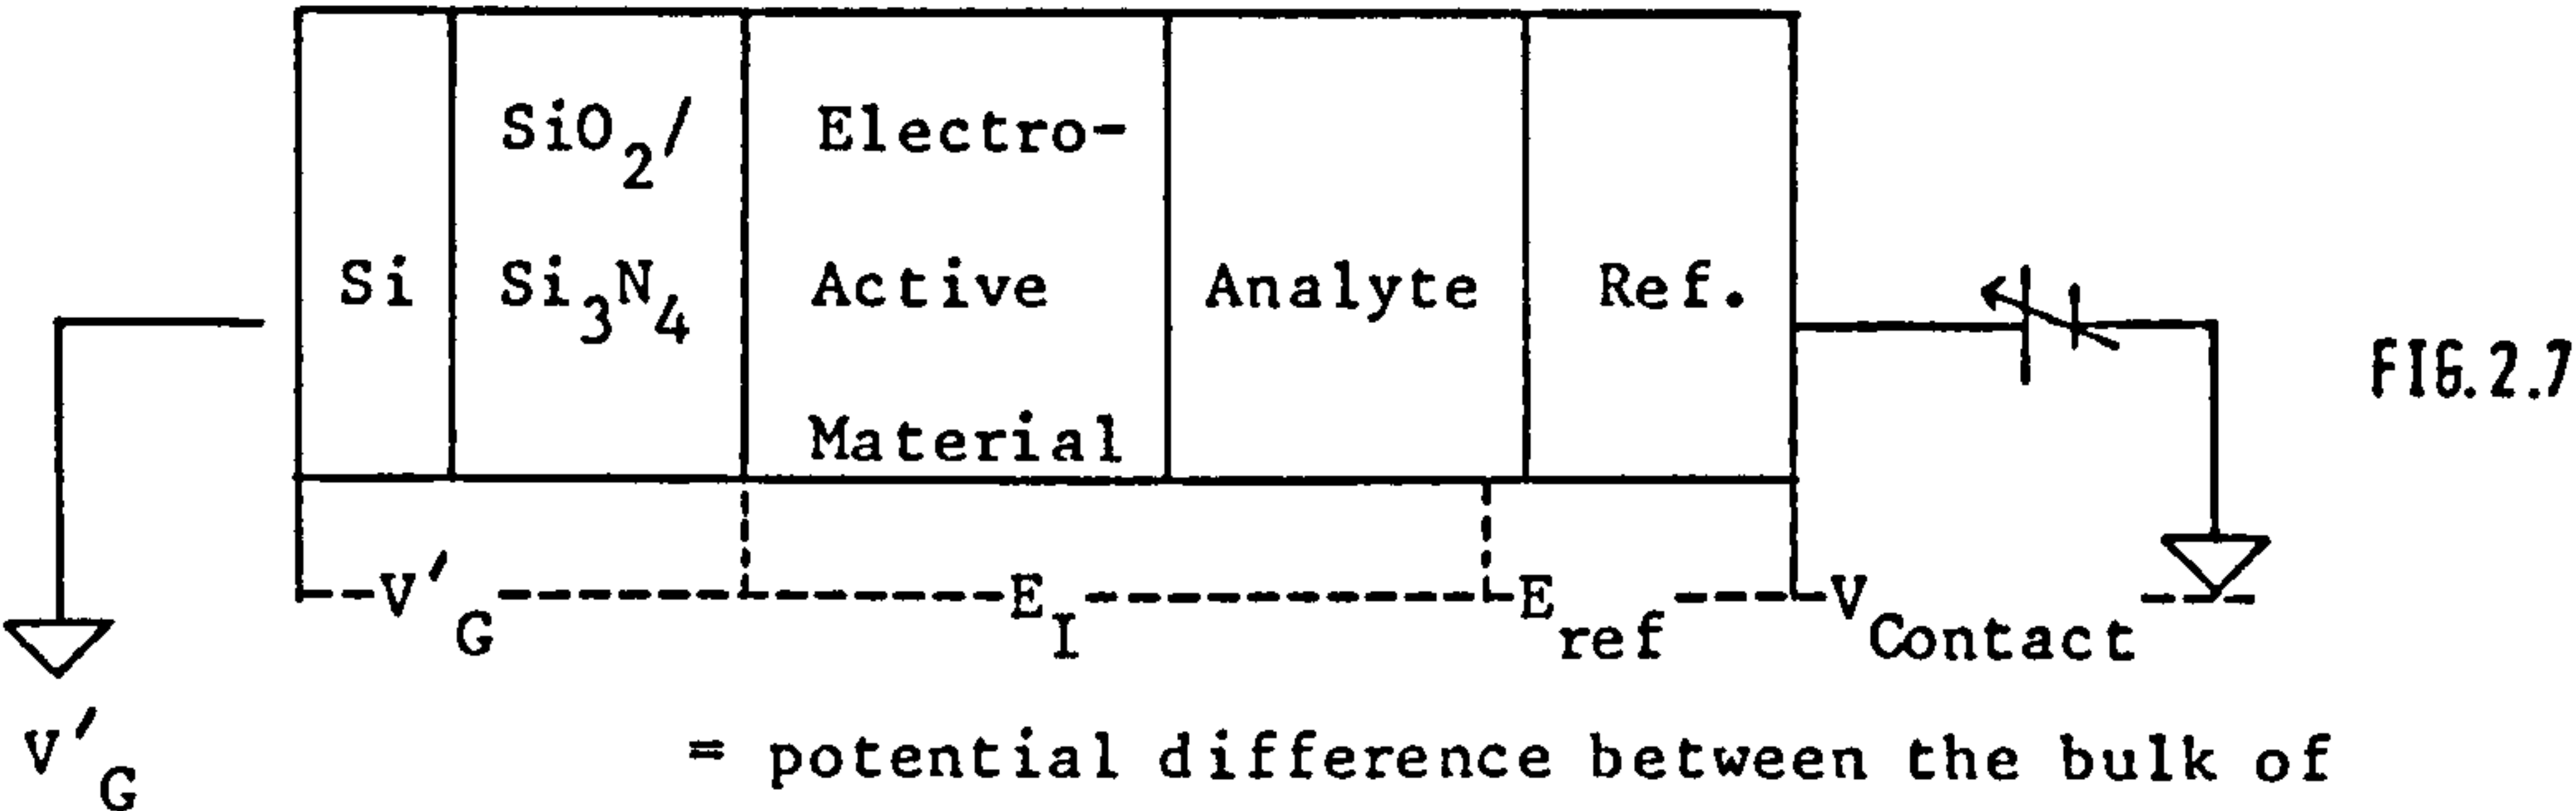 SiO2/
Si3N4
Si
Electro-
Active
Material
Analyte
Ref.
FIG.2.7
V'G
EI
Eref
VContact
V'G
= potential difference between the bulk of